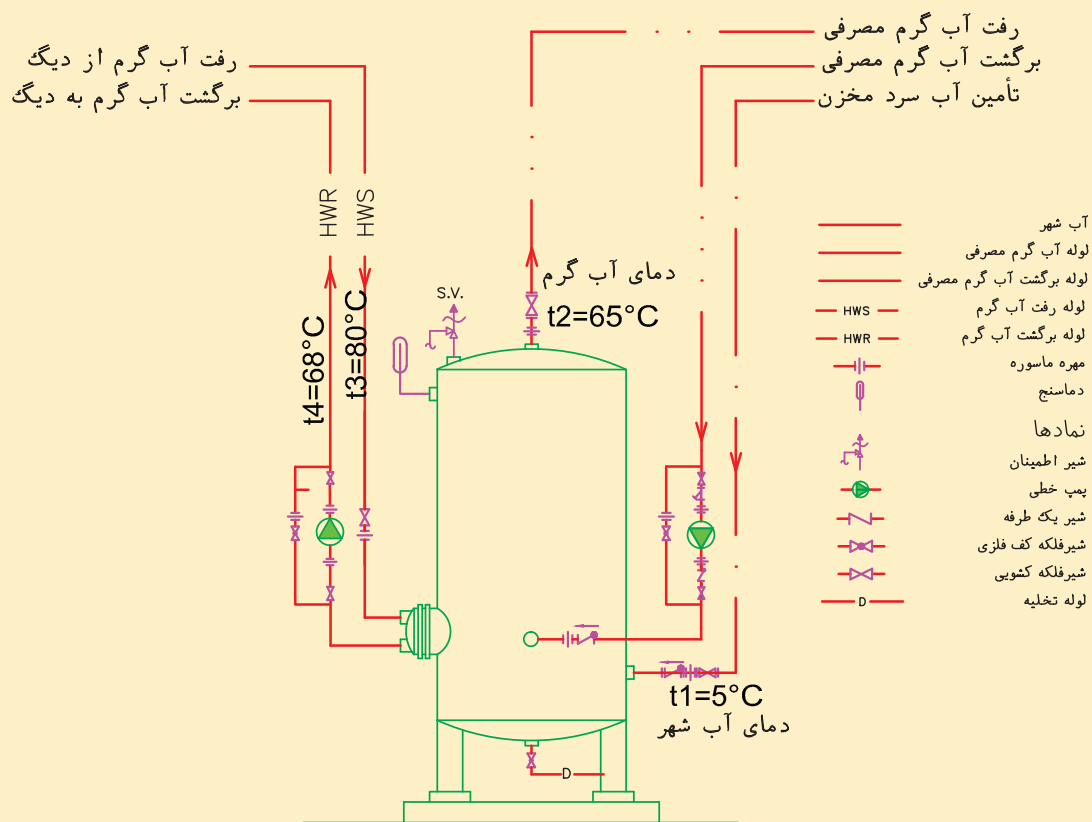 رفت آب گرم مصرفی
برگشت آب گرم مصرفی
تأمین آب سرد مخزن
رفت آب گرم از دیگ
برگشت آب گرم به دیگ
HWR
HWS
t4=68°C
t3=80°C
S.V.
دمای آب گرم
t2=65°C
t1=5°C
دمای آب شهر
D
آب شهر
لوله آب گرم مصرفی
لوله برگشت آب گرم مصرفی
HWS لوله رفت آب گرم
HWR لوله برگشت آب گرم
مهره ماسوره
دماسنج
نمادها
شیر اطمینان
پمپ خطی
شیر یک طرفه
شیرفلکه کف فلزی
شیرفلکه کشویی
D لوله تخلیه